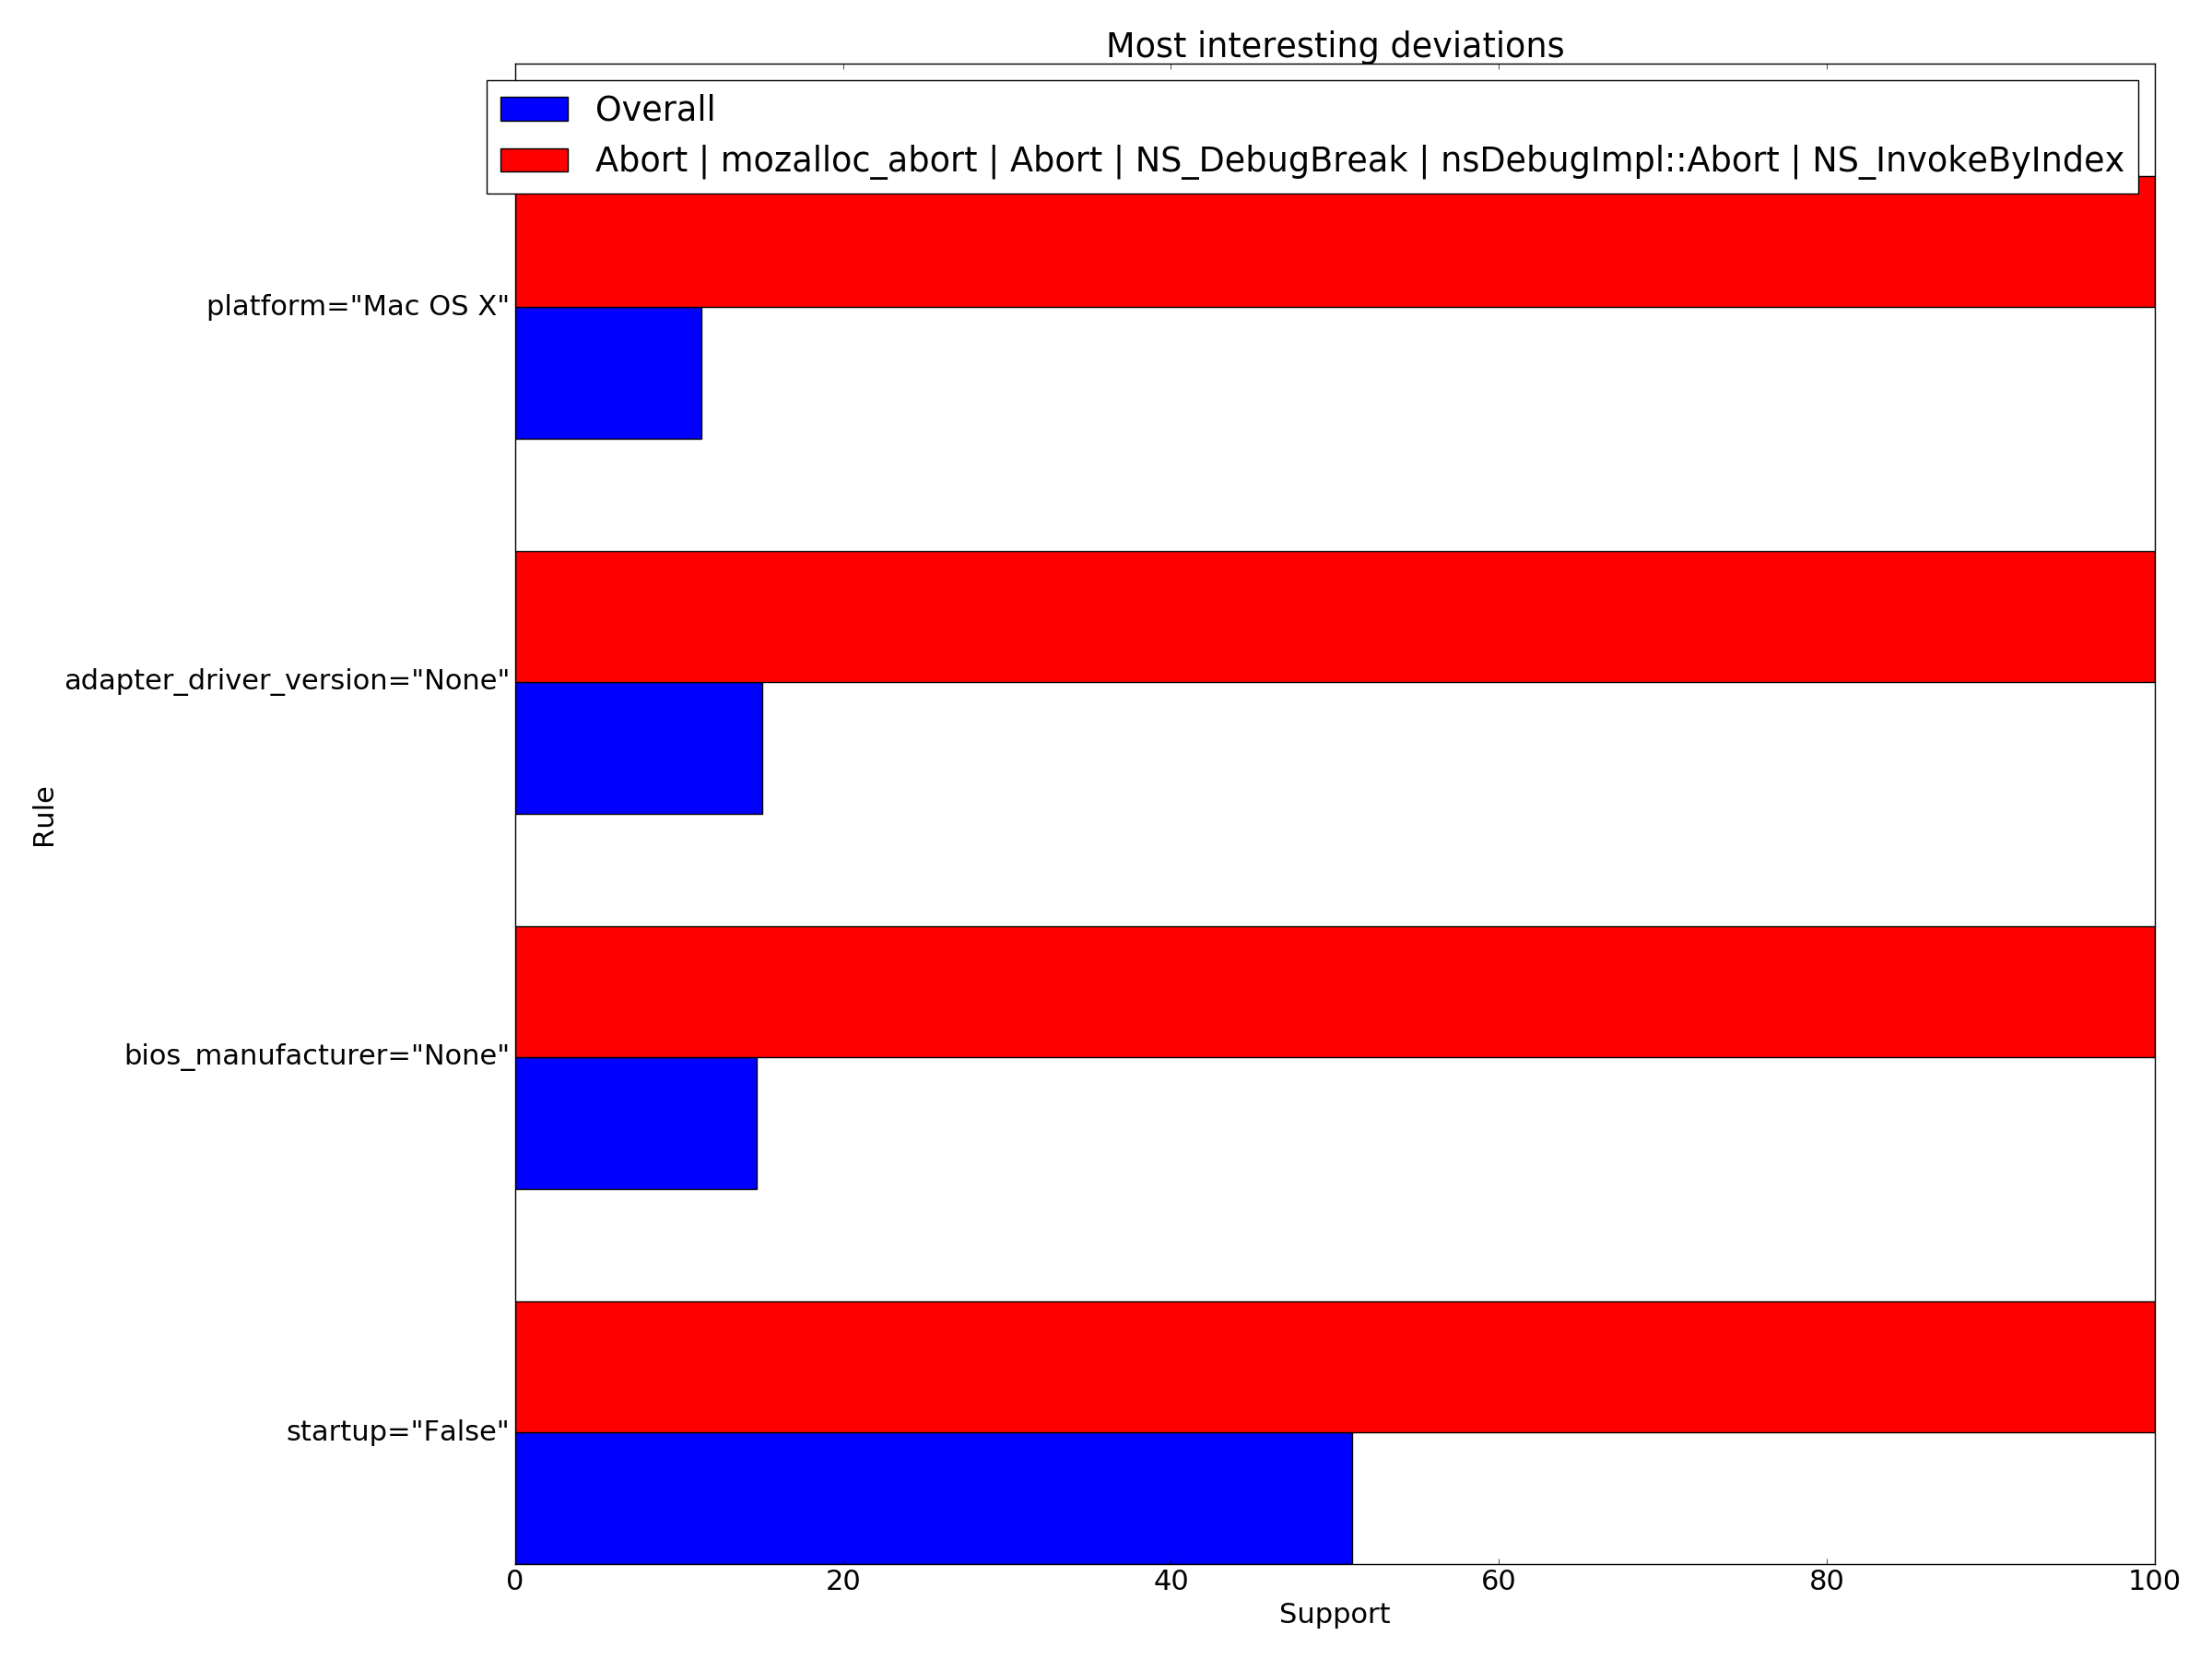 Most interesting deviations
Overall
Abort | mozalloc_abort | Abort | NS_DebugBreak | nsDebugImpl::Abort | NS_InvokeByIndex
platform="Mac OS X"
adapter_driver_version="None"
Rule
bios_manufacturer="None"
startup="False"
0 20 40 60 80 100
Support